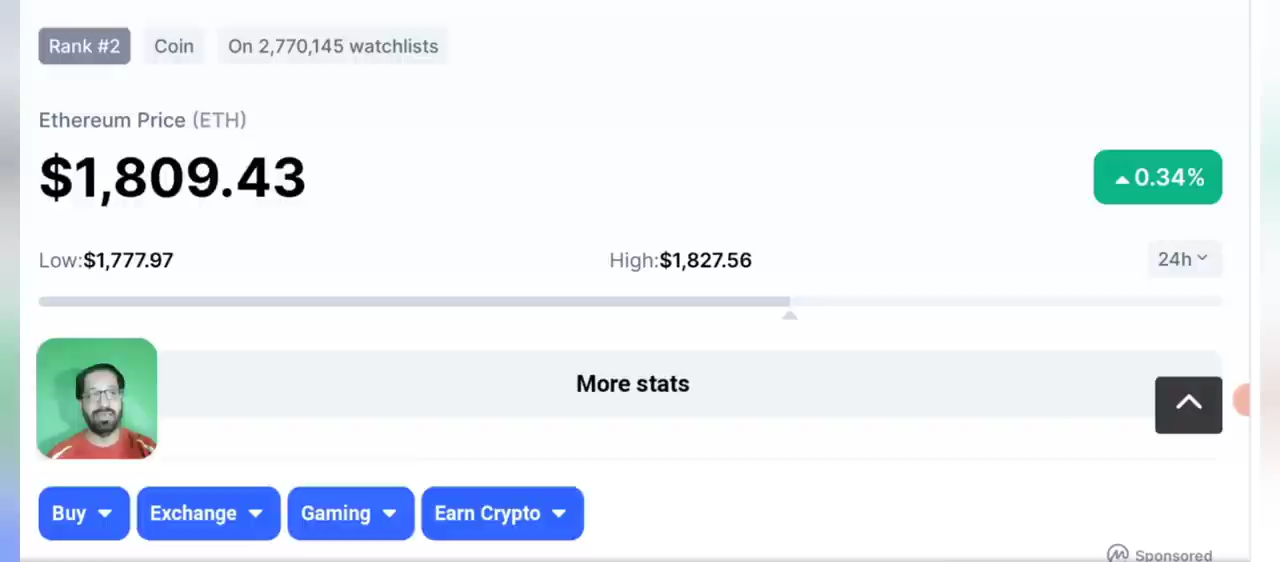 Rank #2 Coin On 2,770,145 watchlists
Ethereum Price (ETH)
$1,809.43 0.34%
Low:$1,777.97 High:$1,827.56 24h
More stats
Buy Exchange Gaming Earn Crypto
Sponsored